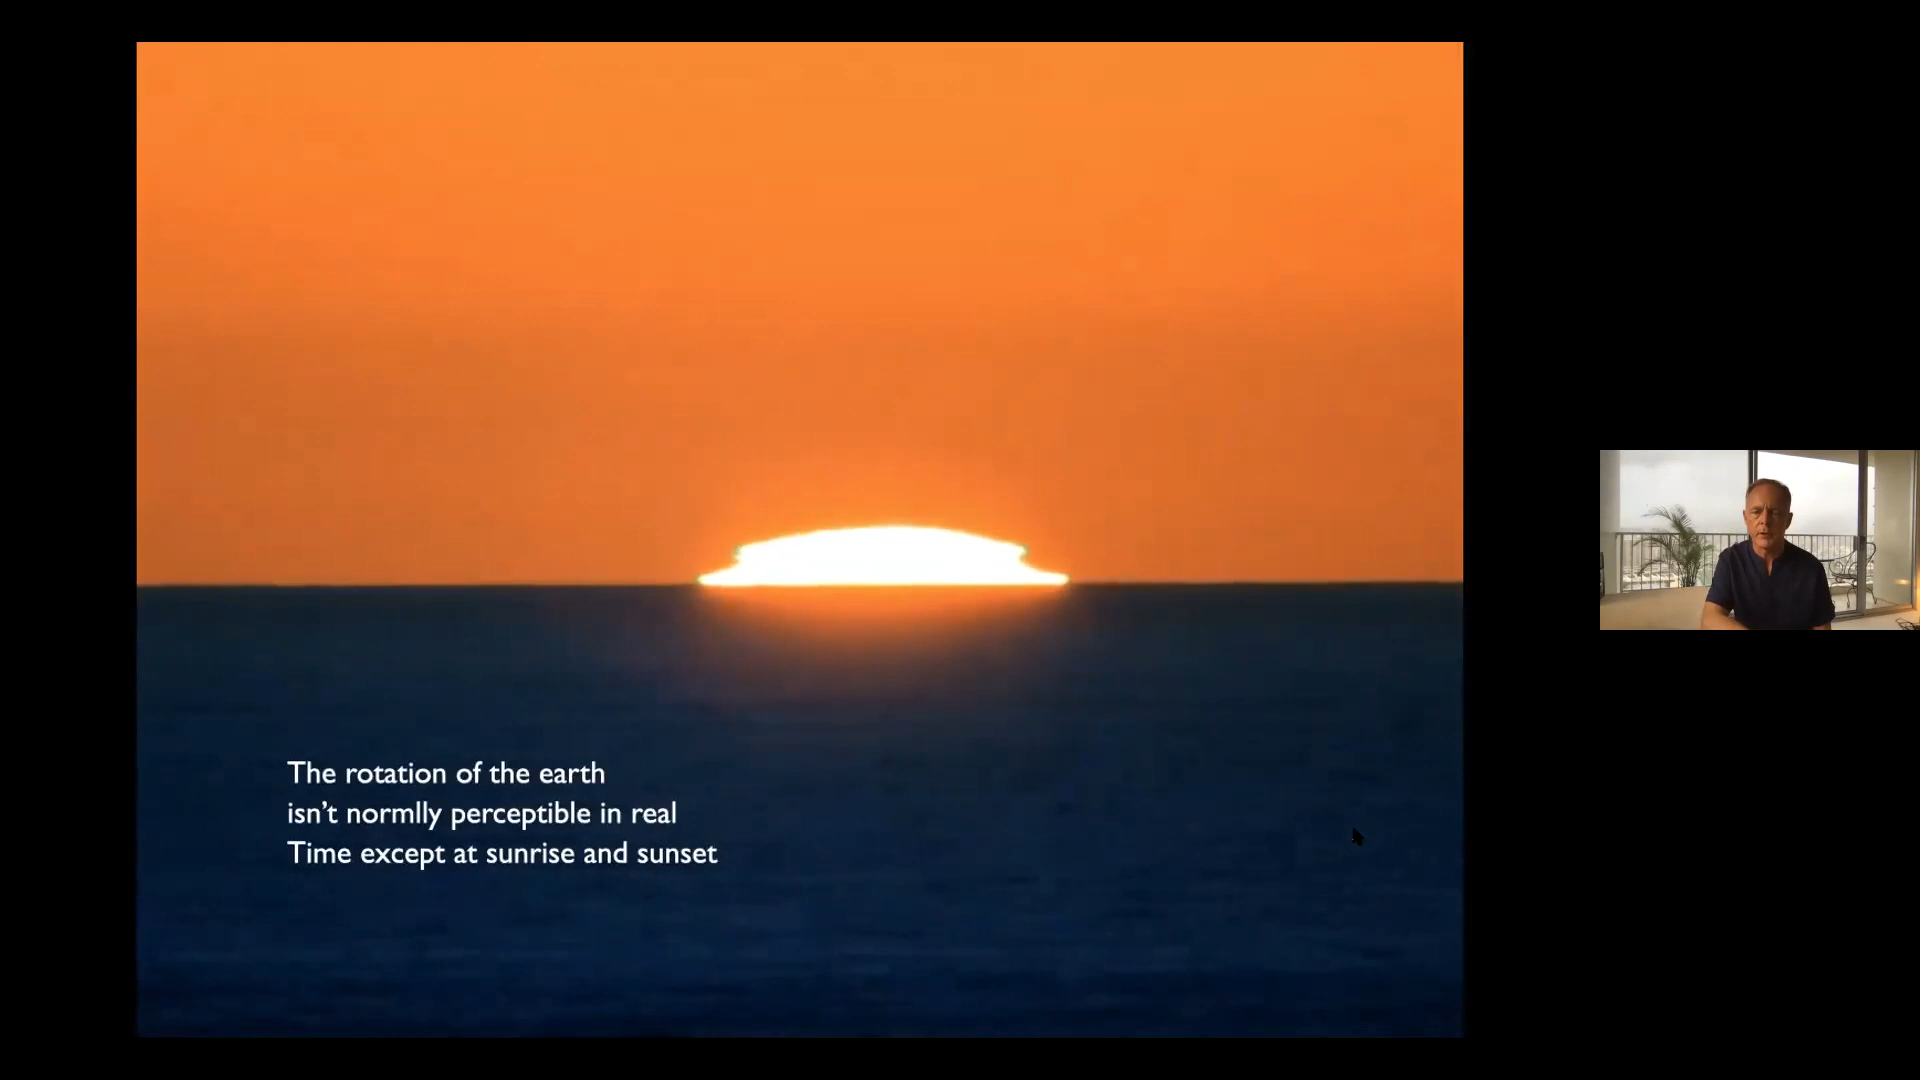 The rotation of the earth
isn’t normlly perceptible in real
Time except at sunrise and sunset